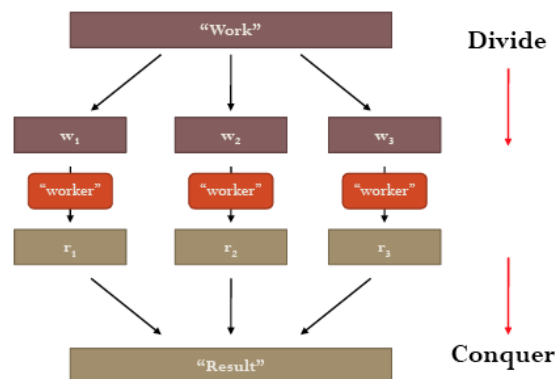 “Work”
Divide
w₁ w₂ w₃
“worker” “worker” “worker”
r₁ r₂ r₃
“Result”
Conquer